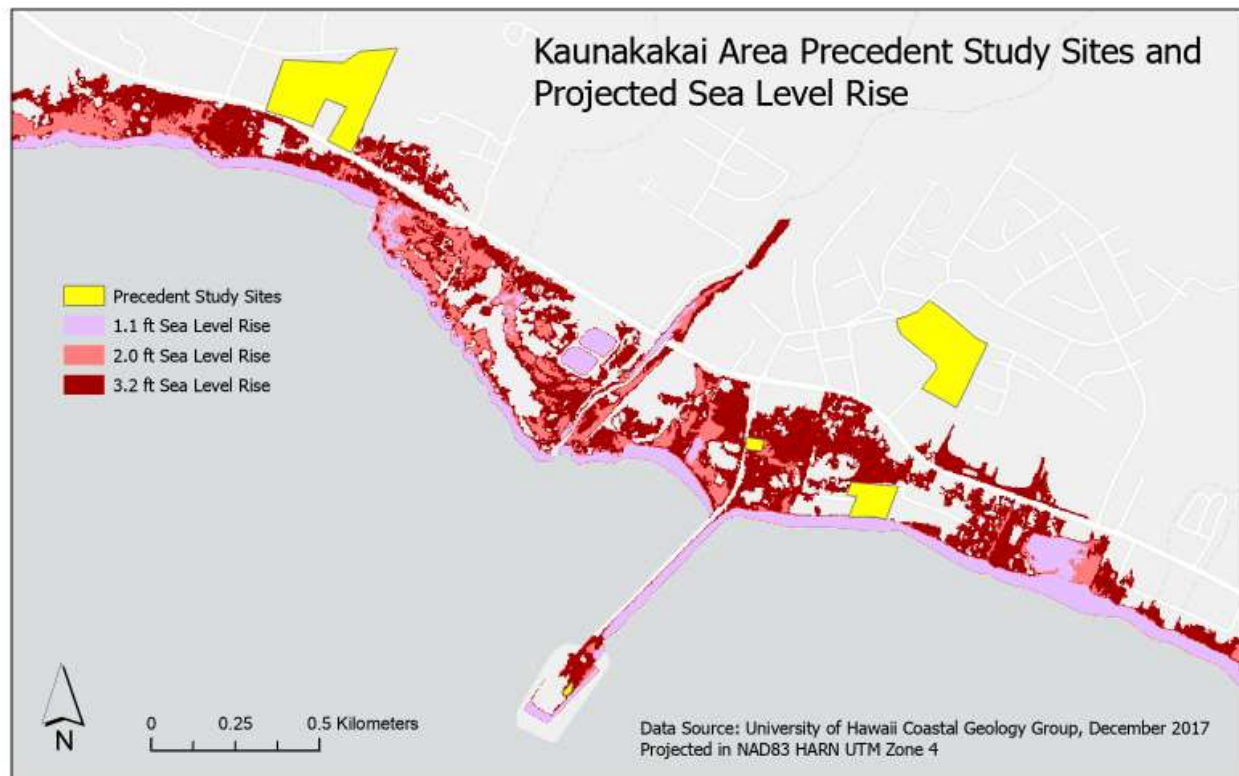 Kaunakakai Area Precedent Study Sites and
Projected Sea Level Rise
Precedent Study Sites
1.1 ft Sea Level Rise
2.0 ft Sea Level Rise
3.2 ft Sea Level Rise
N
0 0.25 0.5 Kilometers
Data Source: University of Hawaii Coastal Geology Group, December 2017
Projected in NAD83 HARN UTM Zone 4